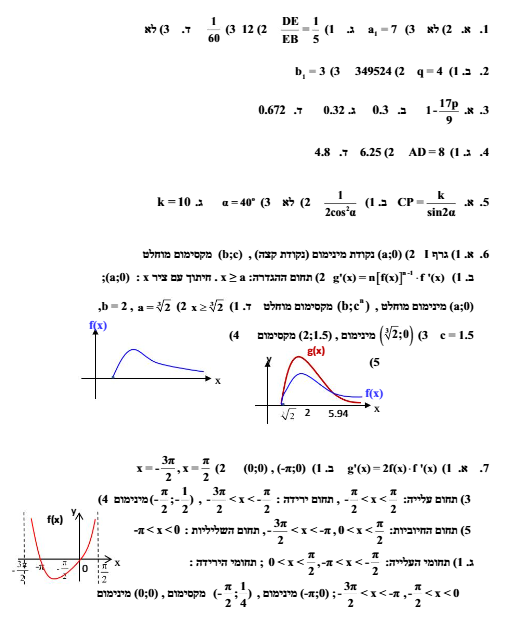 1. א. 2) לא 3) a₁ = 7 ג. 1) DE/EB = 1/5 2) 12 3) 1/60 ד. 3) לא
2. ב. 1) q = 4 2) 349524 3) b₁ = 3
3. א. 1 - 17p/9 ב. 0.3 ג. 0.32 ד. 0.672
4. ג. 1) AD = 8 2) 6.25 ד. 4.8
5. א. CP = k/sin2α ב. 1) 1/2cos²α 2) לא 3) α = 40° ג. k = 10
6. א. 1) גרף I 2) (a;0) נקודת מינימום (נקודת קצה) , (b;c) מקסימום מוחלט
ב. 1) g'(x) = n[f(x)]ⁿ⁻¹ · f '(x) 2) תחום ההגדרה: x ≥ a . חיתוך עם ציר x : (a;0);
(a;0) מינימום מוחלט , (b;cⁿ) מקסימום מוחלט ד. 1) x ≥ ∛2 2) b = 2 , a = ∛2,
c = 1.5 3) (∛2;0) מינימום , (2;1.5) מקסימום 4)
f(x)
x
5)
y
g(x)
f(x)
x
∛2 2 5.94
7. א. 1) g'(x) = 2f(x) · f '(x) ב. 1) (-π;0) , (0;0) 2) x = π/2 , x = -3π/2
3) תחום עלייה: -π/2 < x < π/2 , תחום ירידה : -3π/2 < x < -π/2 , (-π/2;-1/2) מינימום 4)
5) תחום החיוביות: 0 < x < π/2 , -3π/2 < x < -π, תחום השליליות : -π < x < 0
ג. 1) תחומי העלייה: -π < x < -π/2 , 0 < x < π/2 ; תחומי הירידה :
-π/2 < x < 0 , -3π/2 < x < -π ; (-π;0) מינימום , (-π/2;1/4) מקסימום , (0;0) מינימום
f(x)
y
x
-3π/2 -π -π/2 0 π/2